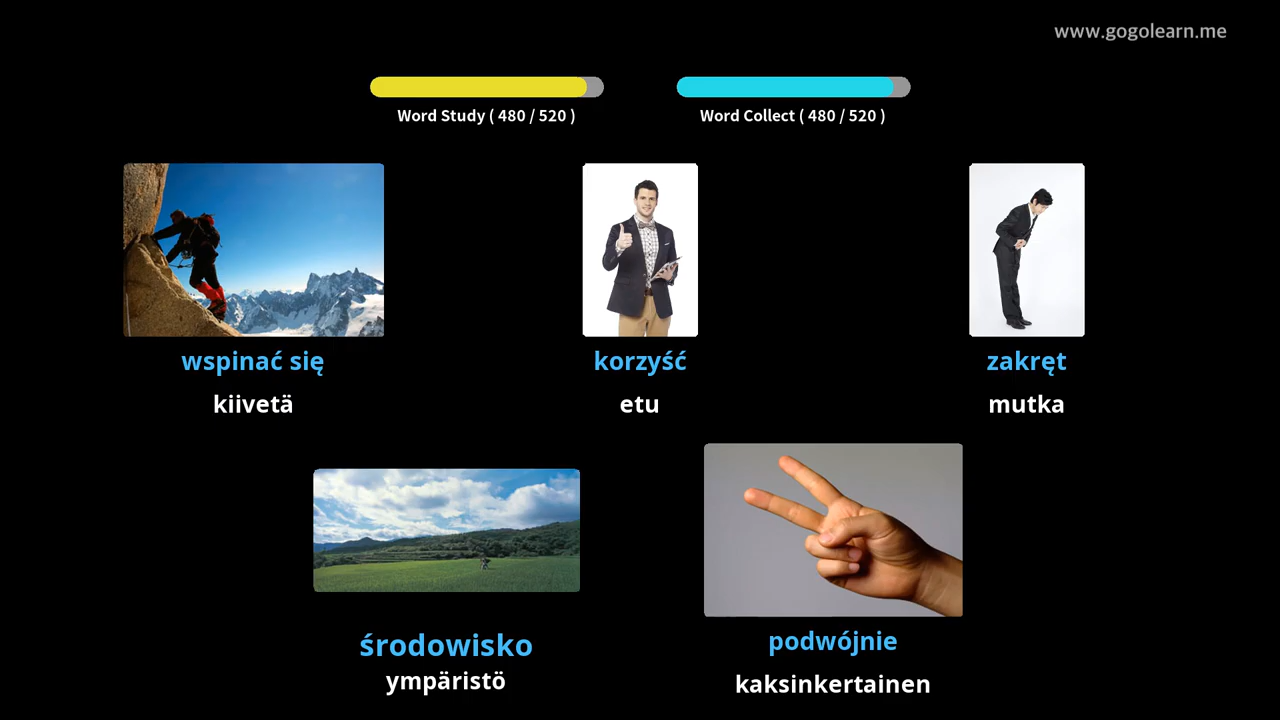 www.gogolearn.me
Word Study ( 480 / 520 )
Word Collect ( 480 / 520 )
wspinać się
kiivetä
korzyść
etu
zakręt
mutka
środowisko
ympäristö
podwójnie
kaksinkertainen